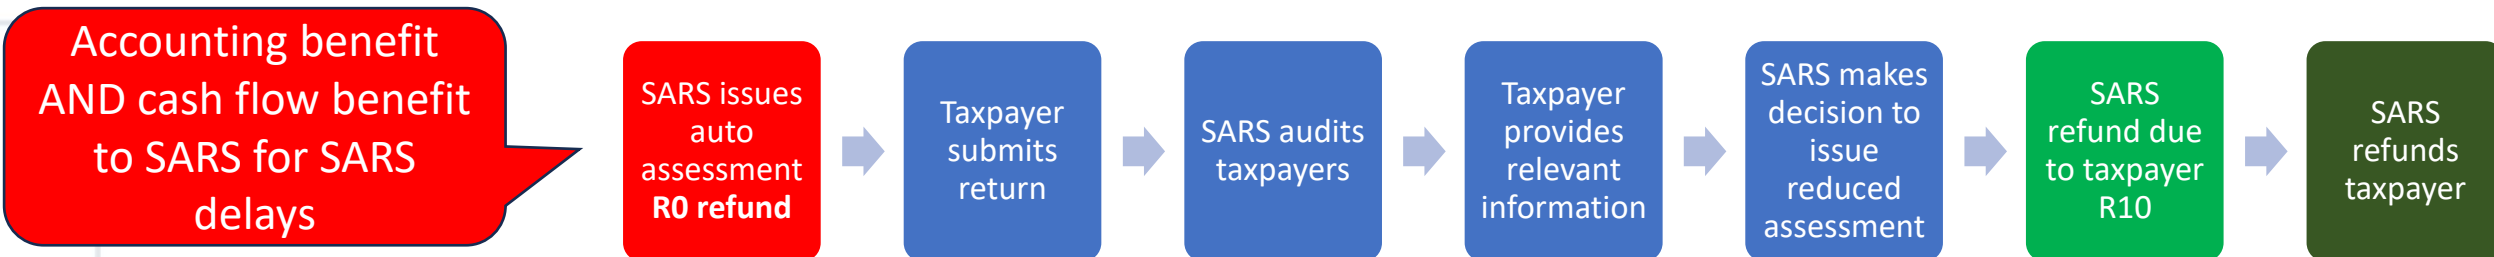 Accounting benefit
AND cash flow benefit
to SARS for SARS
delays
SARS issues
auto
assessment
R0 refund
Taxpayer
submits
return
SARS audits
taxpayers
Taxpayer
provides
relevant
information
SARS makes
decision to
issue
reduced
assessment
SARS
refund due
to taxpayer
R10
SARS
refunds
taxpayer